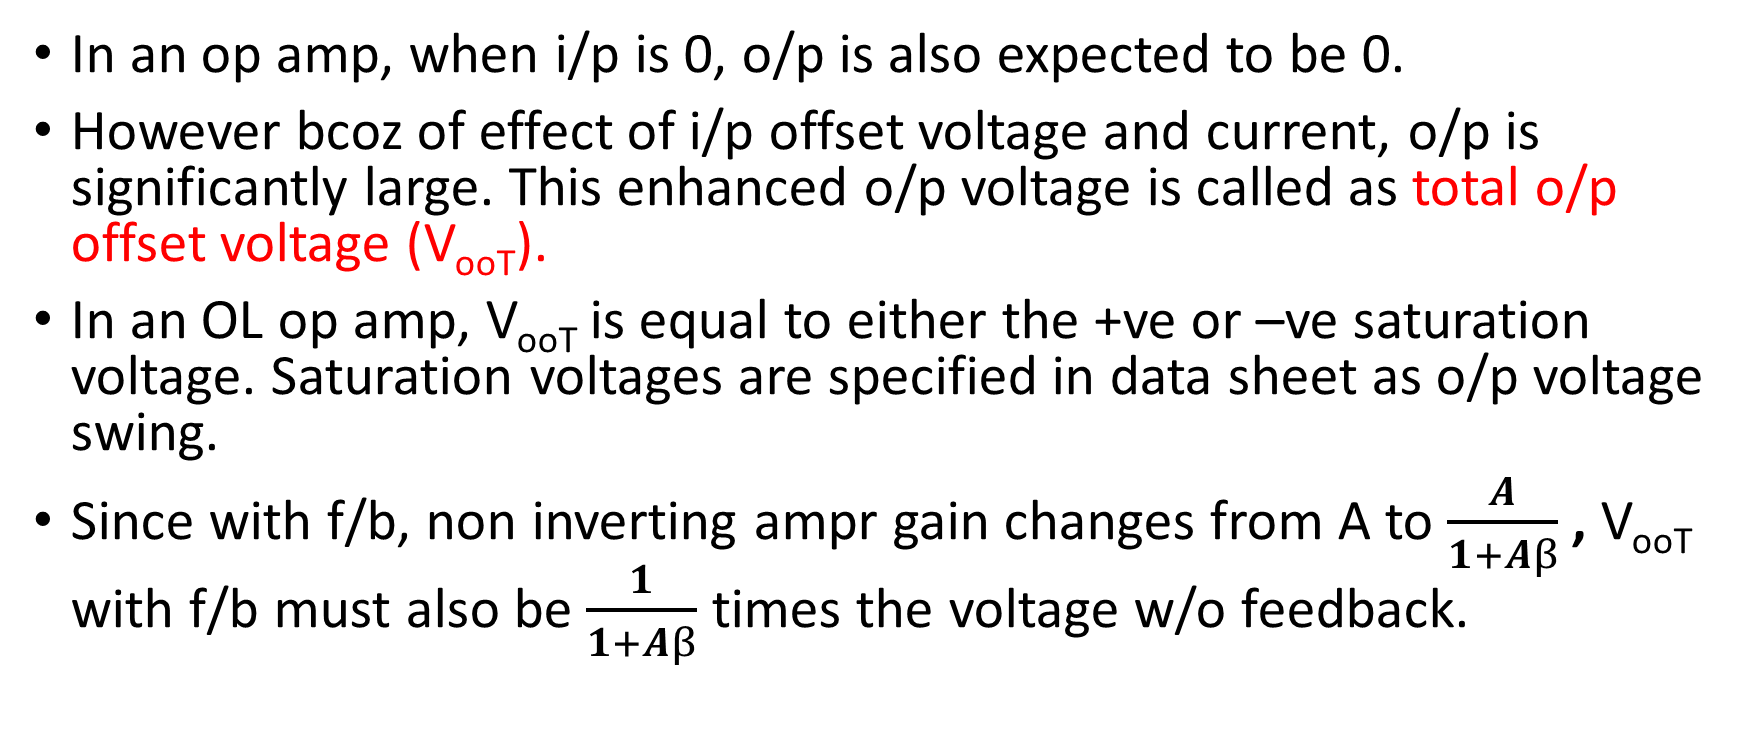 • In an op amp, when i/p is 0, o/p is also expected to be 0.
• However bcoz of effect of i/p offset voltage and current, o/p is
significantly large. This enhanced o/p voltage is called as total o/p
offset voltage (VooT).
• In an OL op amp, VooT is equal to either the +ve or –ve saturation
voltage. Saturation voltages are specified in data sheet as o/p voltage
swing.
• Since with f/b, non inverting ampr gain changes from A to A/(1+Aβ) , VooT
with f/b must also be 1/(1+Aβ) times the voltage w/o feedback.